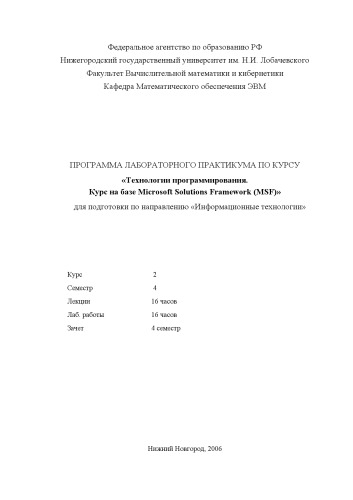 Федеральное агентство по образованию РФ
Нижегородский государственный университет им. Н.И. Лобачевского
Факультет Вычислительной математики и кибернетики
Кафедра Математического обеспечения ЭВМ
ПРОГРАММА ЛАБОРАТОРНОГО ПРАКТИКУМА ПО КУРСУ
«Технологии программирования.
Курс на базе Microsoft Solutions Framework (MSF)»
для подготовки по направлению «Информационные технологии»
Курс 2
Семестр 4
Лекции 16 часов
Лаб. работы 16 часов
Зачет 4 семестр
Нижний Новгород, 2006